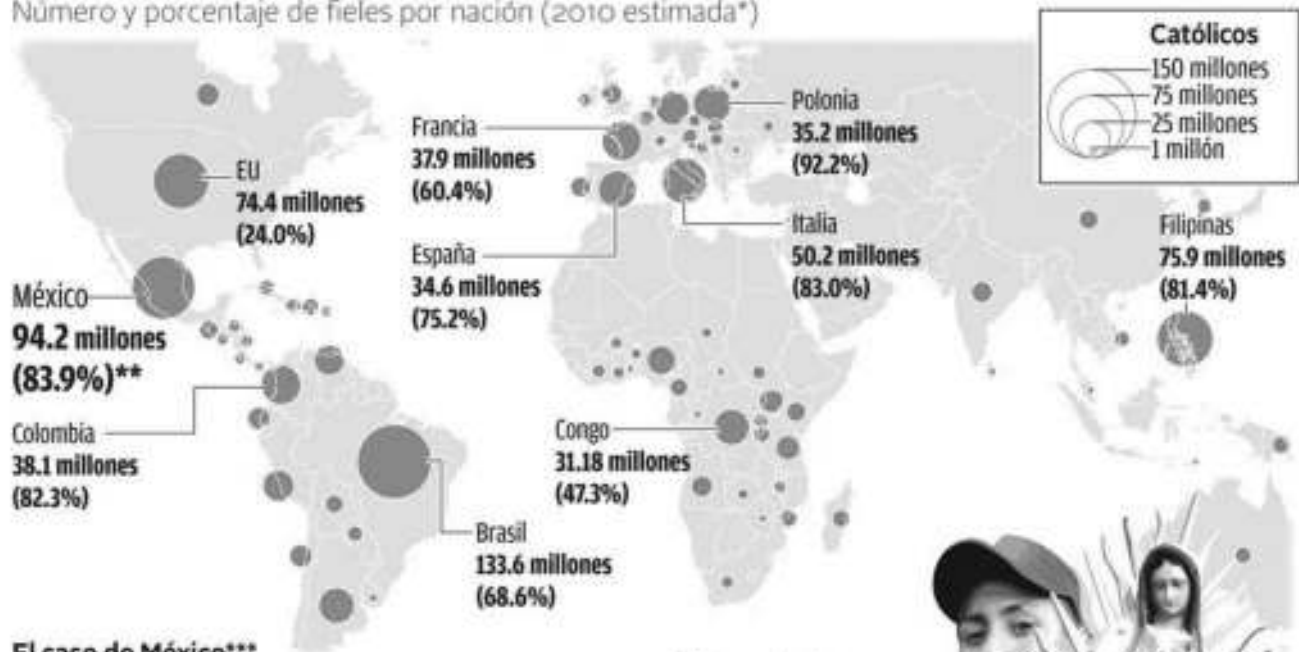 Número y porcentaje de fieles por nación (2010 estimada*)
Católicos
150 millones
75 millones
25 millones
1 millón
EU
74.4 millones
(24.0%)
México
94.2 millones
(83.9%)**
Colombia
38.1 millones
(82.3%)
Brasil
133.6 millones
(68.6%)
Francia
37.9 millones
(60.4%)
España
34.6 millones
(75.2%)
Polonia
35.2 millones
(92.2%)
Italia
50.2 millones
(83.0%)
Congo
31.18 millones
(47.3%)
Filipinas
75.9 millones
(81.4%)
El caso de México***